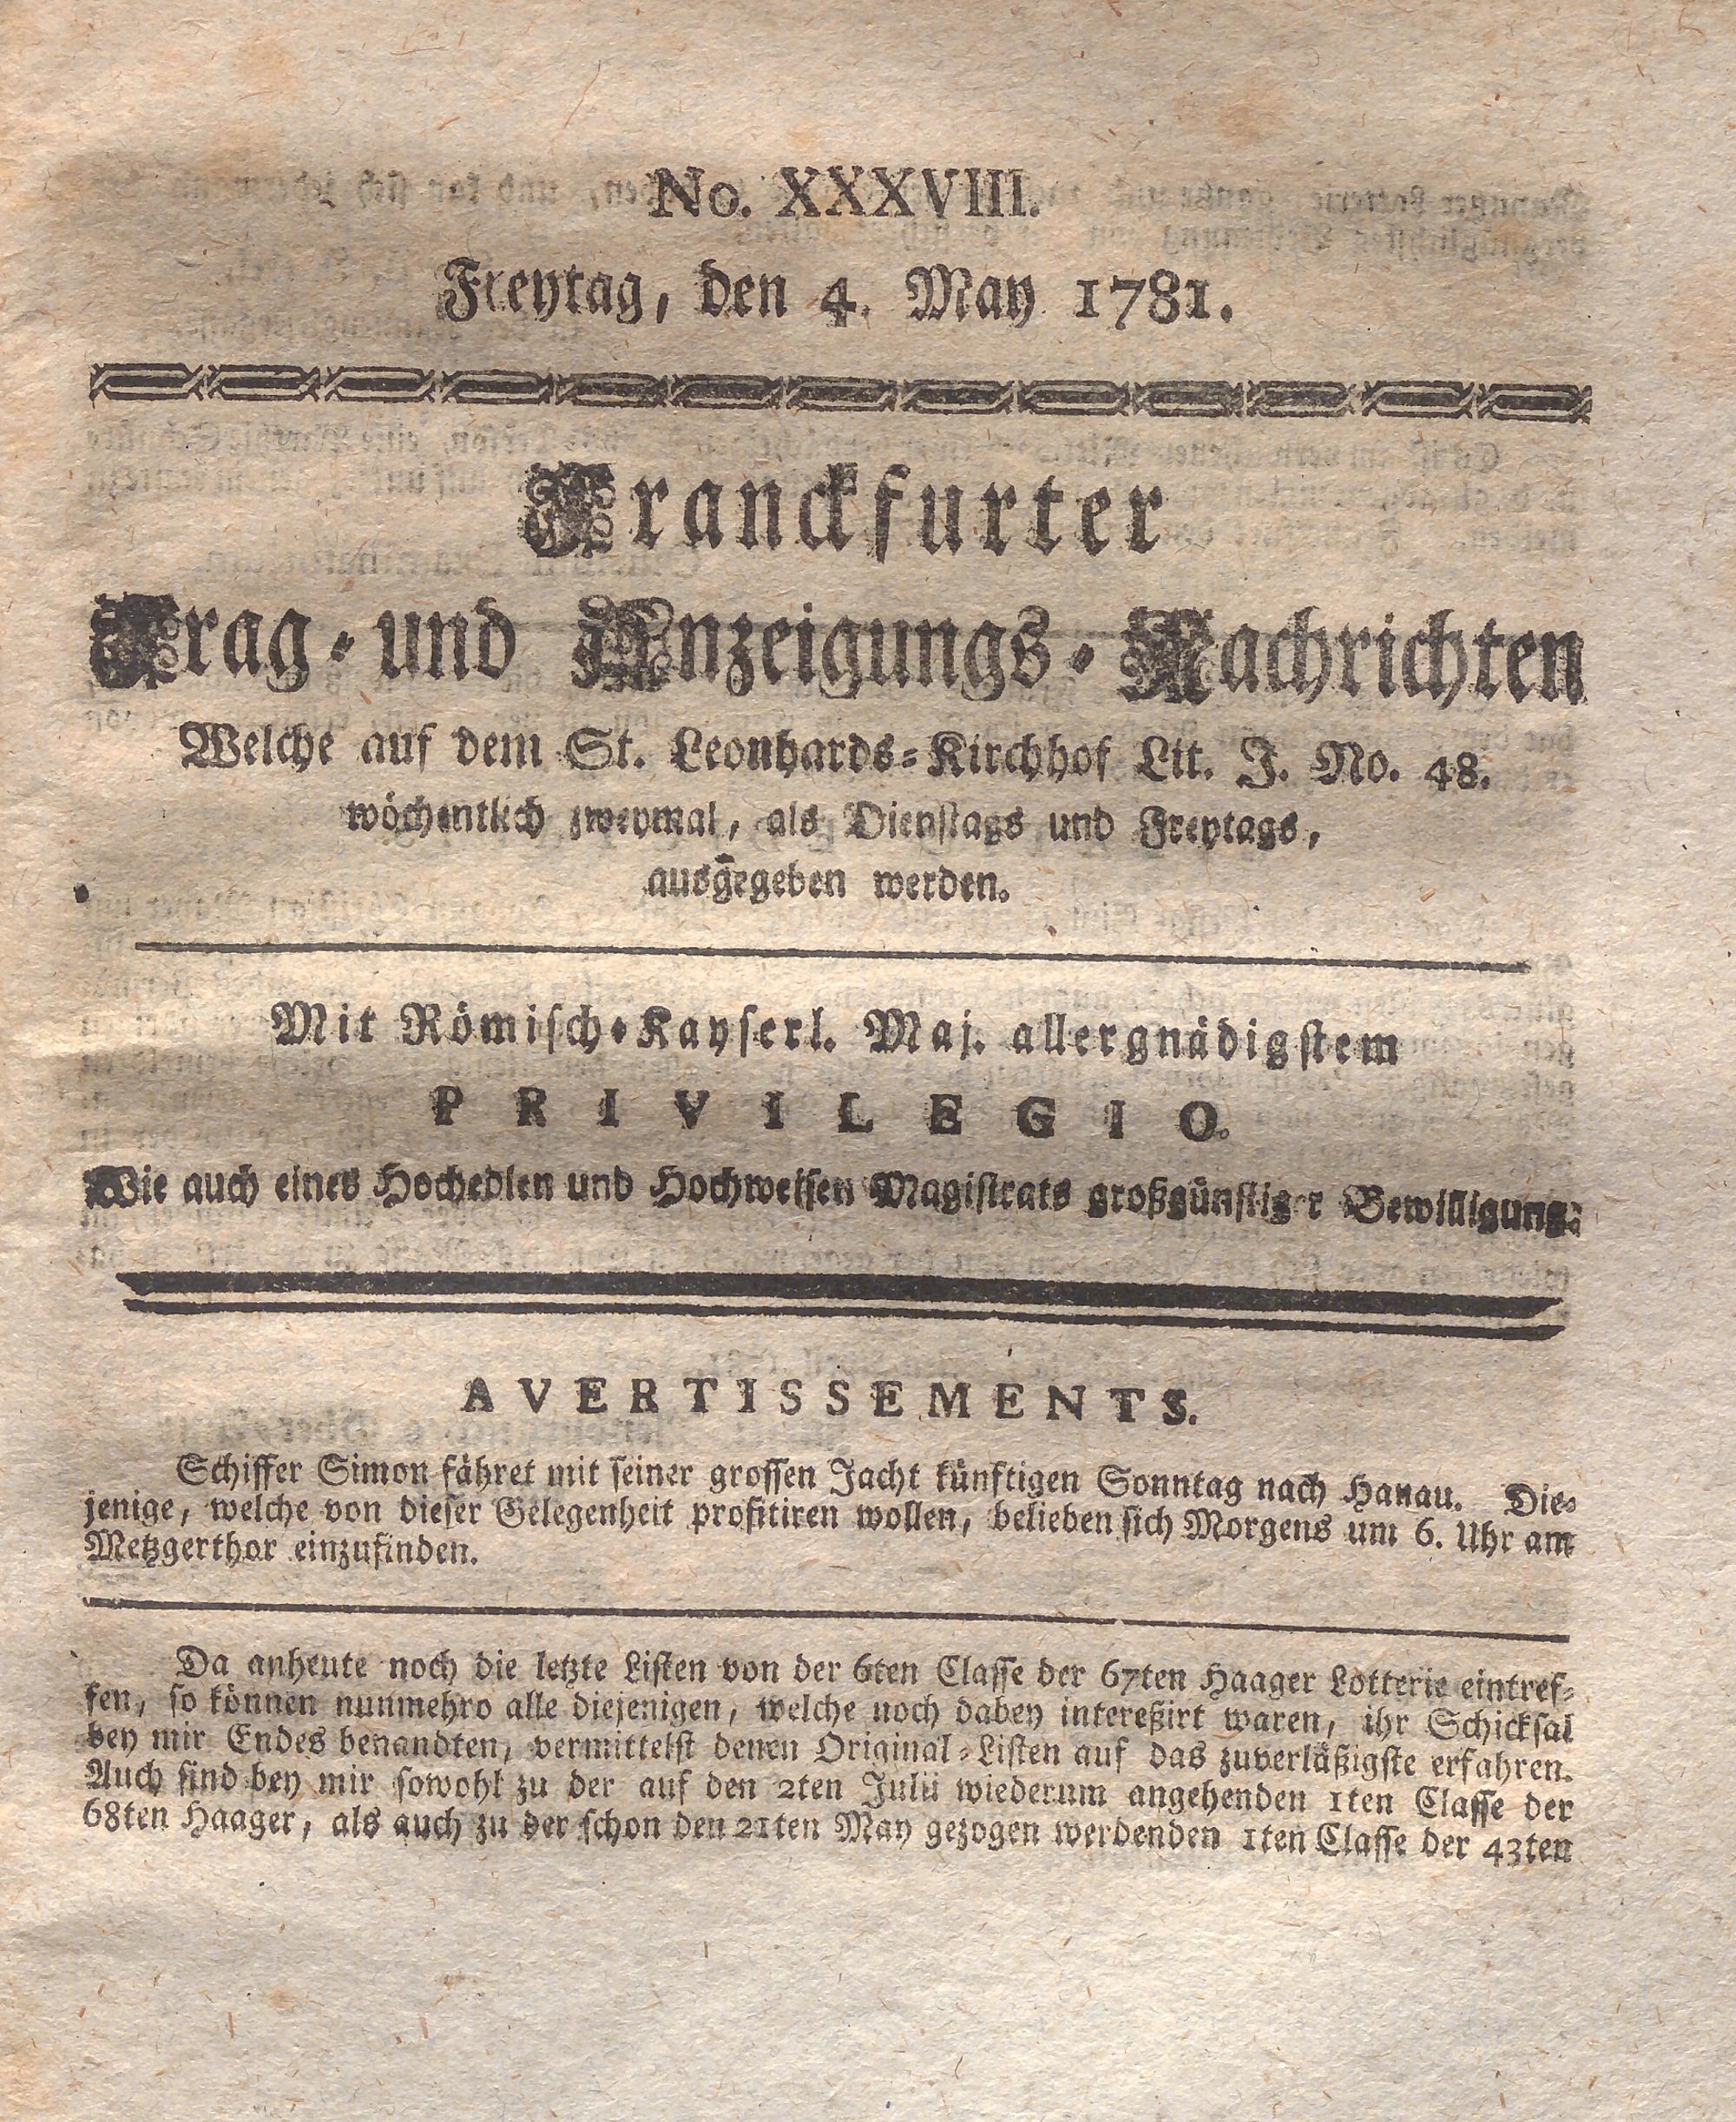 No. XXXVIII.
Freytag, den 4. May 1781.
Franckfurter
Frag- und Anzeigungs-Nachrichten
Welche auf dem St. Leonhards-Kirchhof Lit. J. No. 48.
wöchentlich zweymal, als Dienstags und Freytags,
ausgegeben werden.
Mit Römisch-Kayserl. Maj. allergnädigstem
PRIVILEGIO.
Wie auch eines Hochedlen und Hochweisen Magistrats großgünstiger Bewilligung.
AVERTISSEMENTS.
Schiffer Simon fähret mit seiner grossen Jacht künftigen Sonntag nach Hanau. Die-
jenige, welche von dieser Gelegenheit profitiren wollen, belieben sich Morgens um 6. Uhr am
Metzgerthor einzufinden.
Da anheute noch die letzte Listen von der 6ten Classe der 67ten Haager Lotterie eintref-
fen, so können nunmehro alle diejenigen, welche noch dabey intereßirt waren, ihr Schicksal
bey mir Endes benandten, vermittelst denen Original-Listen auf das zuverläßigste erfahren.
Auch sind bey mir sowohl zu der auf den 2ten Julii wiederum angehenden 1ten Classe der
68ten Haager, als auch zu der schon den 21ten May gezogen werdenden 1ten Classe der 43ten